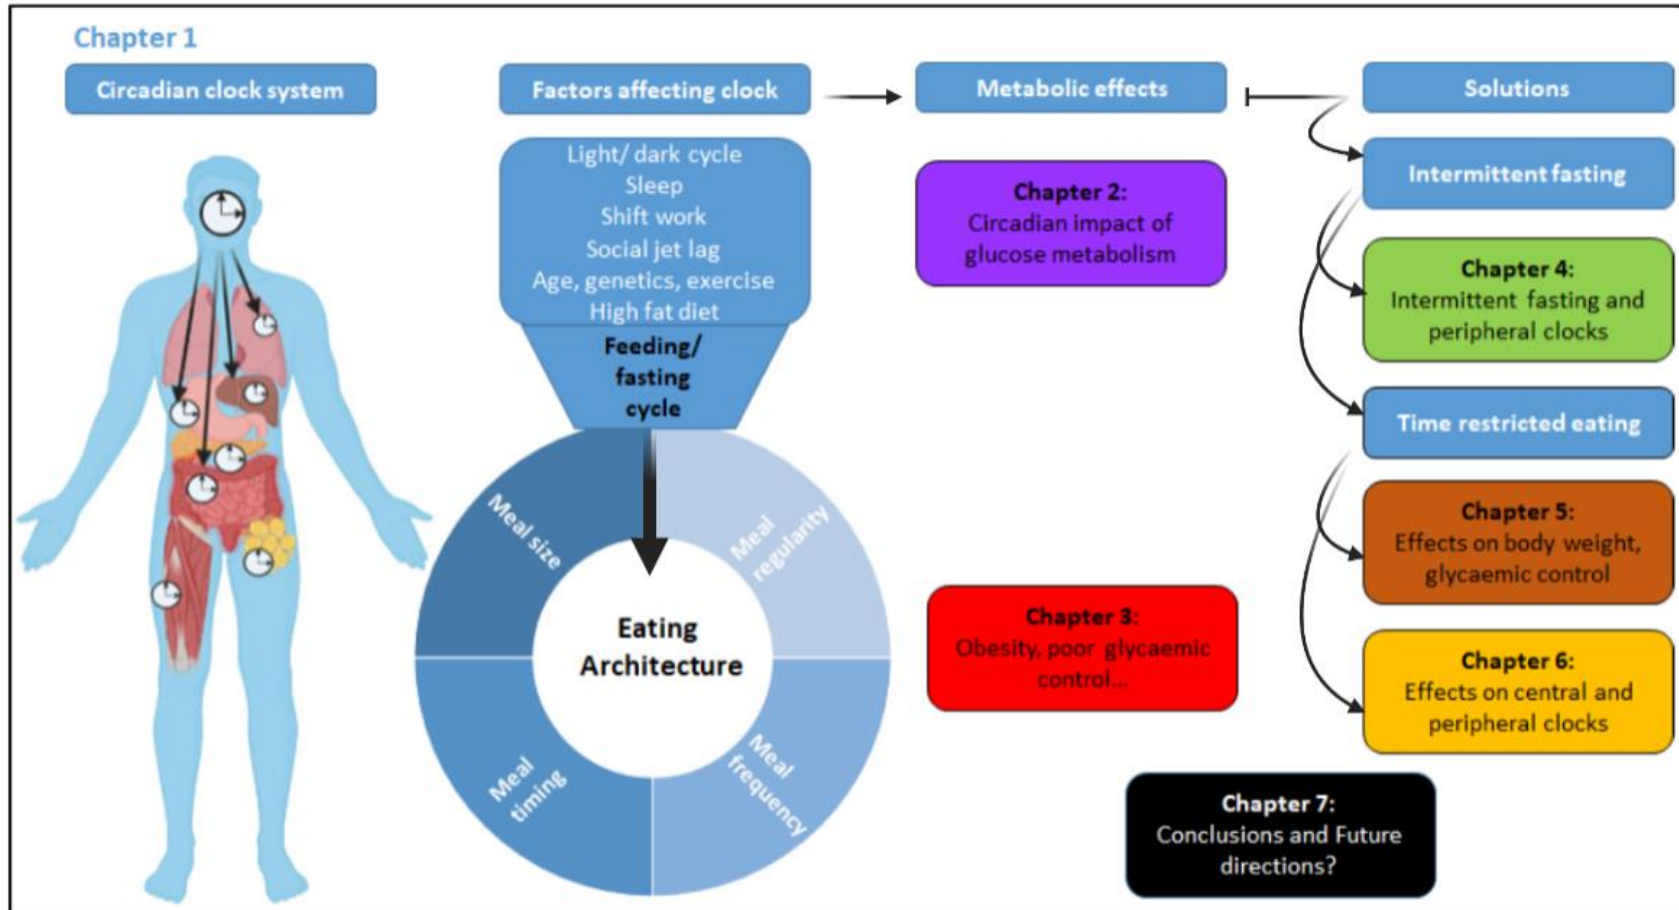 Chapter 1
Circadian clock system
Factors affecting clock
Metabolic effects
Solutions
Light/ dark cycle
Sleep
Shift work
Social jet lag
Age, genetics, exercise
High fat diet
Feeding/
fasting
cycle
Meal size
Meal
regularity
Eating
Architecture
Meal
timing
Meal
frequency
Chapter 2:
Circadian impact of
glucose metabolism
Chapter 3:
Obesity, poor glycaemic
control...
Intermittent fasting
Chapter 4:
Intermittent fasting and
peripheral clocks
Time restricted eating
Chapter 5:
Effects on body weight,
glycaemic control
Chapter 6:
Effects on central and
peripheral clocks
Chapter 7:
Conclusions and Future
directions?